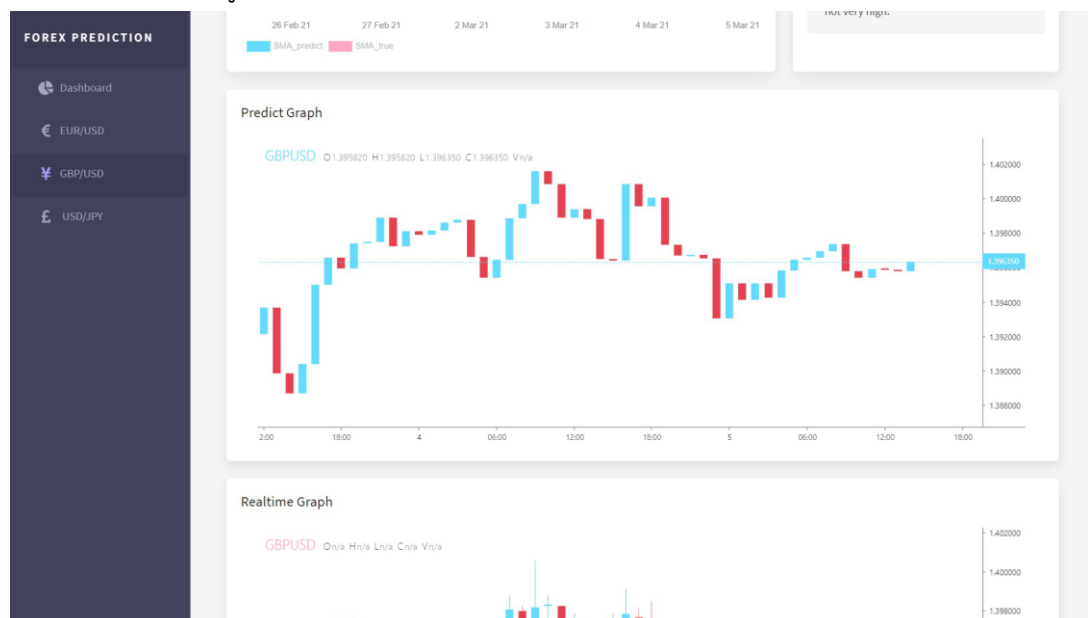 FOREX PREDICTION
Dashboard
€ EUR/USD
¥ GBP/USD
£ USD/JPY
26 Feb 21 27 Feb 21 2 Mar 21 3 Mar 21 4 Mar 21 5 Mar 21
SMA_predict SMA_true
not very high.
Predict Graph
GBPUSD O1.395820 H1.395820 L1.396350 C1.396350 Vn/a
1.402000
1.400000
1.398000
1.396350
1.394000
1.392000
1.390000
1.388000
2:00 18:00 4 06:00 12:00 18:00 5 06:00 12:00 18:00
Realtime Graph
GBPUSD On/a Hn/a Ln/a Cn/a Vn/a
1.402000
1.400000
1.398000